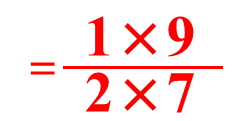 1 × 9
=
2 × 7